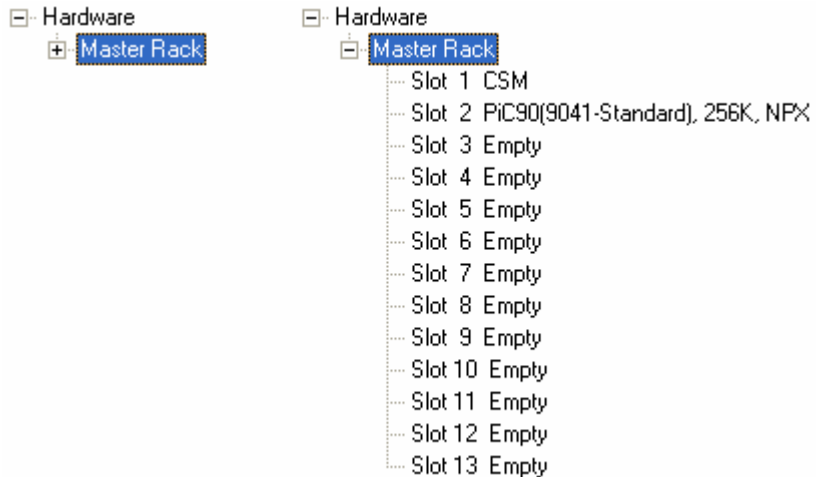 Hardware
Master Rack
Hardware
Master Rack
Slot 1 CSM
Slot 2 PiC90(9041-Standard), 256K, NPX
Slot 3 Empty
Slot 4 Empty
Slot 5 Empty
Slot 6 Empty
Slot 7 Empty
Slot 8 Empty
Slot 9 Empty
Slot 10 Empty
Slot 11 Empty
Slot 12 Empty
Slot 13 Empty